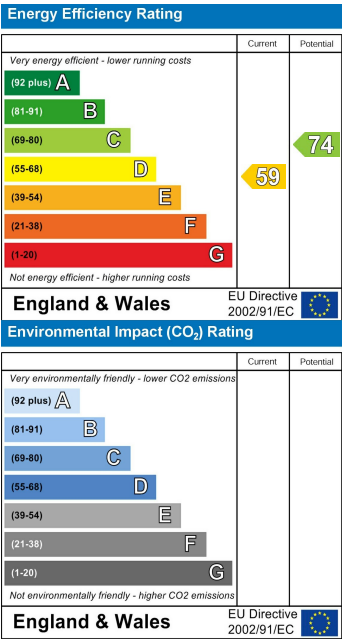 Energy Efficiency Rating
Current Potential
Very energy efficient - lower running costs
(92 plus) A
(81-91) B
(69-80) C
74
(55-68) D
59
(39-54) E
(21-38) F
(1-20) G
Not energy efficient - higher running costs
England & Wales
EU Directive
2002/91/EC
Environmental Impact (CO₂) Rating
Current Potential
Very environmentally friendly - lower CO2 emissions
(92 plus) A
(81-91) B
(69-80) C
(55-68) D
(39-54) E
(21-38) F
(1-20) G
Not environmentally friendly - higher CO2 emissions
England & Wales
EU Directive
2002/91/EC